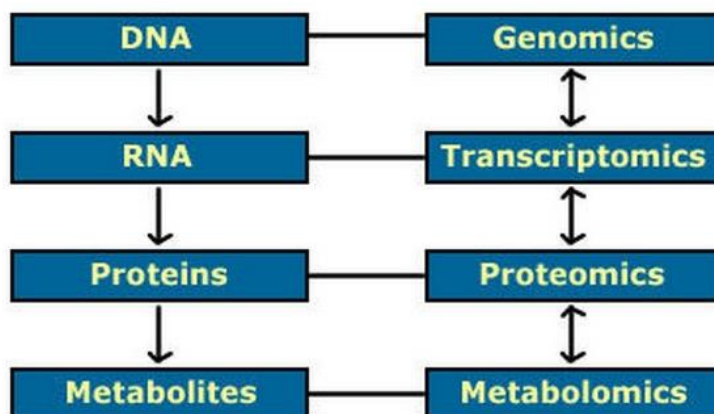 DNA
Genomics
RNA
Transcriptomics
Proteins
Proteomics
Metabolites
Metabolomics